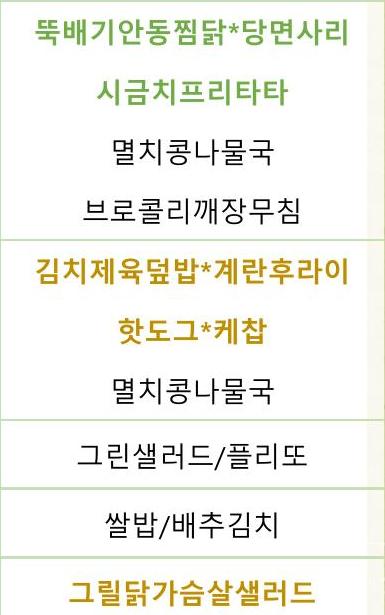 뚝배기안동찜닭*당면사리
시금치프리타타
멸치콩나물국
브로콜리깨장무침
김치제육덮밥*계란후라이
핫도그*케찹
멸치콩나물국
그린샐러드/플리또
쌀밥/배추김치
그릴닭가슴살샐러드